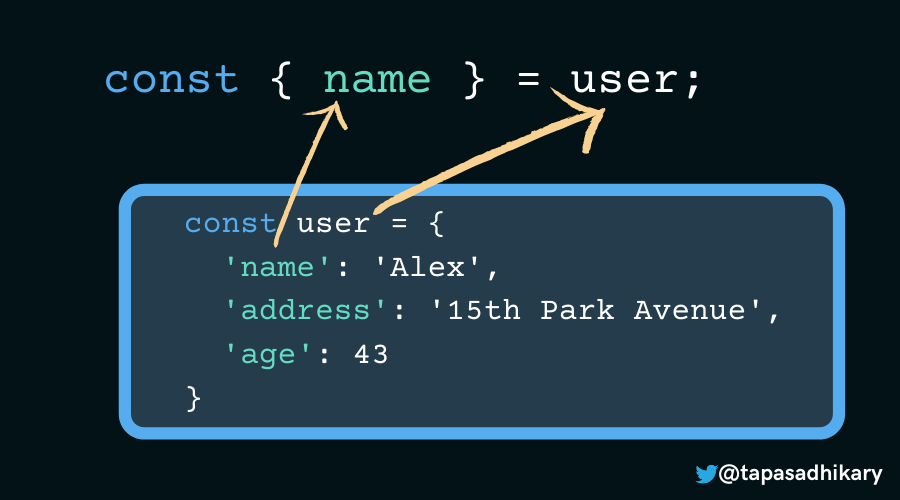 const { name } = user;
const user = {
'name': 'Alex',
'address': '15th Park Avenue',
'age': 43
}
@tapasadhikary